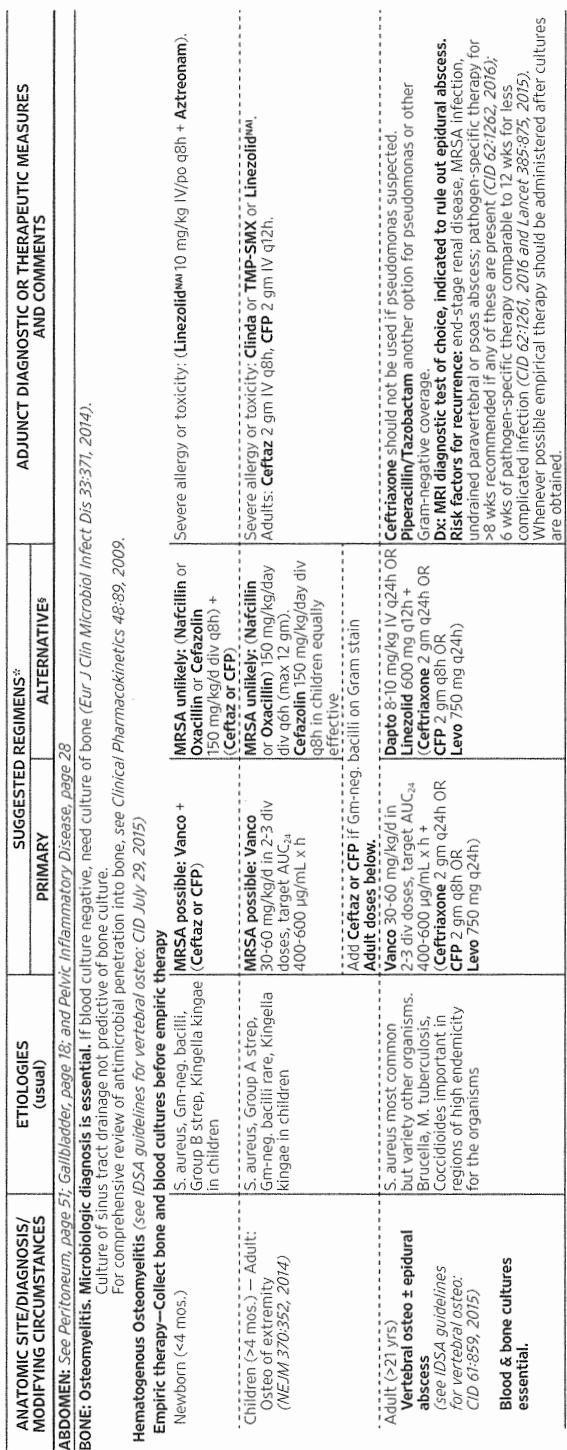 ANATOMIC SITE/DIAGNOSIS/
MODIFYING CIRCUMSTANCES
ETIOLOGIES
(usual)
SUGGESTED REGIMENS*
PRIMARY
ALTERNATIVE§
ADJUNCT DIAGNOSTIC OR THERAPEUTIC MEASURES
AND COMMENTS
ABDOMEN: See Peritoneum, page 51; Gallbladder, page 18; and Pelvic Inflammatory Disease, page 28
BONE: Osteomyelitis. Microbiologic diagnosis is essential. If blood culture negative, need culture of bone (Eur J Clin Microbiol Infect Dis 33:371, 2014).
Culture of sinus tract drainage not predictive of bone culture.
For comprehensive review of antimicrobial penetration into bone, see Clinical Pharmacokinetics 48:89, 2009.
Hematogenous Osteomyelitis (see IDSA guidelines for vertebral osteo: CID July 29, 2015)
Empiric therapy—Collect bone and blood cultures before empiric therapy
Newborn (<4 mos.)
S. aureus, Gm-neg. bacilli,
Group B strep, Kingella kingae
in children
MRSA possible: Vanco +
(Ceftaz or CFP)
MRSA unlikely: (Nafcillin or
Oxacillin or Cefazolin
150 mg/kg/d div q8h) +
(Ceftaz or CFP)
Severe allergy or toxicity: (Linezolidᴺᴬᴵ 10 mg/kg IV/po q8h + Aztreonam).
Children (>4 mos.) — Adult:
Osteo of extremity
(NEJM 370:352, 2014)
S. aureus, Group A strep,
Gm-neg. bacilli rare, Kingella
kingae in children
MRSA possible: Vanco
30-60 mg/kg/d in 2-3 div
doses, target AUC₂₄
400-600 µg/mL x h
MRSA unlikely: (Nafcillin
or Oxacillin) 150 mg/kg/day
div q6h (max 12 gm).
Cefazolin 150 mg/kg/day div
q8h in children equally
effective
Severe allergy or toxicity: Clinda or TMP-SMX or Linezolidᴺᴬᴵ.
Adults: Ceftaz 2 gm IV q8h, CFP 2 gm IV q12h.
Add Ceftaz or CFP if Gm-neg. bacilli on Gram stain
Adult doses below.
Adult (>21 yrs)
Vertebral osteo ± epidural
abscess
(see IDSA guidelines
for vertebral osteo:
CID 61:859, 2015)
Blood & bone cultures
essential.
S. aureus most common
but variety other organisms.
Brucella, M. tuberculosis,
Coccidioides important in
regions of high endemicity
for the organisms
Vanco 30-60 mg/kg/d in
2-3 div doses, target AUC₂₄
400-600 µg/mL x h +
(Ceftriaxone 2 gm q24h OR
CFP 2 gm q8h OR
Levo 750 mg q24h)
Dapto 8-10 mg/kg IV q24h OR
Linezolid 600 mg q12h +
(Ceftriaxone 2 gm q24h OR
CFP 2 gm q8h OR
Levo 750 mg q24h)
Ceftriaxone should not be used if pseudomonas suspected.
Piperacillin/Tazobactam another option for pseudomonas or other
Gram-negative coverage.
Dx: MRI diagnostic test of choice, indicated to rule out epidural abscess.
Risk factors for recurrence: end-stage renal disease, MRSA infection,
undrained paravertebral or psoas abscess; pathogen-specific therapy for
>8 wks recommended if any of these are present (CID 62:1262, 2016);
6 wks of pathogen-specific therapy comparable to 12 wks for less
complicated infection (CID 62:1261, 2016 and Lancet 385:875, 2015).
Whenever possible empirical therapy should be administered after cultures
are obtained.